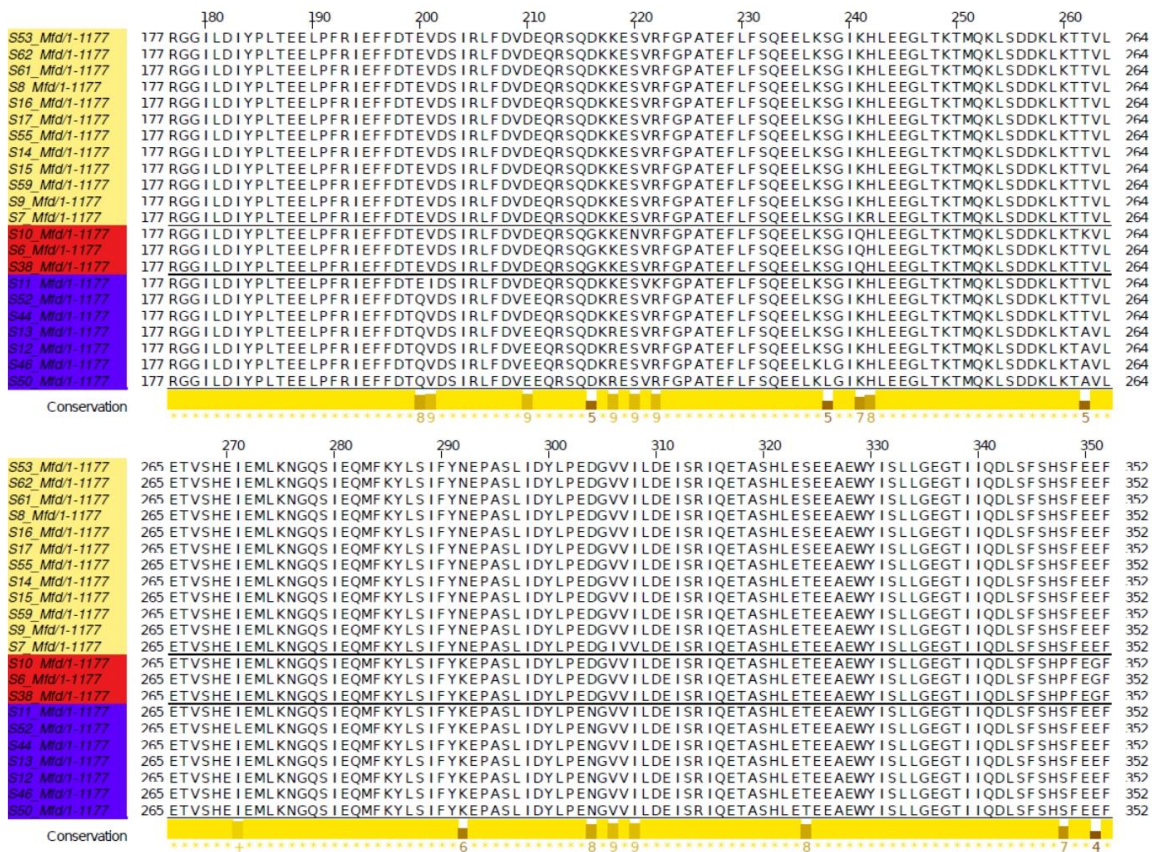 180 190 200 210 215 220 230 240 250 260
S53_Mfd/1-1177 177 RGGILDIYPLTEELPFRIEFFDTEVDSIRLFDVDEQRSQDKKESVRFGPATEFLFSQEELKSGIKHLEEGLTKTMQKLSDDKLKTTVL 264
S62_Mfd/1-1177 177 RGGILDIYPLTEELPFRIEFFDTEVDSIRLFDVDEQRSQDKKESVRFGPATEFLFSQEELKSGIKHLEEGLTKTMQKLSDDKLKTTVL 264
S61_Mfd/1-1177 177 RGGILDIYPLTEELPFRIEFFDTEVDSIRLFDVDEQRSQDKKESVRFGPATEFLFSQEELKSGIKHLEEGLTKTMQKLSDDKLKTTVL 264
S8_Mfd/1-1177 177 RGGILDIYPLTEELPFRIEFFDTEVDSIRLFDVDEQRSQDKKESVRFGPATEFLFSQEELKSGIKHLEEGLTKTMQKLSDDKLKTTVL 264
S16_Mfd/1-1177 177 RGGILDIYPLTEELPFRIEFFDTEVDSIRLFDVDEQRSQDKKESVRFGPATEFLFSQEELKSGIKHLEEGLTKTMQKLSDDKLKTTVL 264
S17_Mfd/1-1177 177 RGGILDIYPLTEELPFRIEFFDTEVDSIRLFDVDEQRSQDKKESVRFGPATEFLFSQEELKSGIKHLEEGLTKTMQKLSDDKLKTTVL 264
S55_Mfd/1-1177 177 RGGILDIYPLTEELPFRIEFFDTEVDSIRLFDVDEQRSQDKKESVRFGPATEFLFSQEELKSGIKHLEEGLTKTMQKLSDDKLKTTVL 264
S14_Mfd/1-1177 177 RGGILDIYPLTEELPFRIEFFDTEVDSIRLFDVDEQRSQDKKESVRFGPATEFLFSQEELKSGIKHLEEGLTKTMQKLSDDKLKTTVL 264
S15_Mfd/1-1177 177 RGGILDIYPLTEELPFRIEFFDTEVDSIRLFDVDEQRSQDKKESVRFGPATEFLFSQEELKSGIKHLEEGLTKTMQKLSDDKLKTTVL 264
S59_Mfd/1-1177 177 RGGILDIYPLTEELPFRIEFFDTEVDSIRLFDVDEQRSQDKKESVRFGPATEFLFSQEELKSGIKHLEEGLTKTMQKLSDDKLKTTVL 264
S9_Mfd/1-1177 177 RGGILDIYPLTEELPFRIEFFDTEVDSIRLFDVDEQRSQDKKESVRFGPATEFLFSQEELKSGIKHLEEGLTKTMQKLSDDKLKTTVL 264
S7_Mfd/1-1177 177 RGGILDIYPLTEELPFRIEFFDTEVDSIRLFDVDEQRSQDKKESVRFGPATEFLFSQEELKSGIKRLEEGLTKTMQKLSDDKLKTTVL 264
S10_Mfd/1-1177 177 RGGILDIYPLTEELPFRIEFFDTEVDSIRLFDVDEQRSQGKKENVRFGPATEFLFSQEELKSGIQHLEEGLTKTMQKLSDDKLKTKVL 264
S6_Mfd/1-1177 177 RGGILDIYPLTEELPFRIEFFDTEVDSIRLFDVDEQRSQGKKESVRFGPATEFLFSQEELKSGIQHLEEGLTKTMQKLSDDKLKTTVL 264
S38_Mfd/1-1177 177 RGGILDIYPLTEELPFRIEFFDTEVDSIRLFDVDEQRSQGKKESVRFGPATEFLFSQEELKSGIQHLEEGLTKTMQKLSDDKLKTTVL 264
S11_Mfd/1-1177 177 RGGILDIYPLTEELPFRIEFFDTEIDSIRLFDVDEQRSQDKKESVKFGPATEFLFSQEELKSGIKHLEEGLTKTMQKLSDDKLKTTVL 264
S52_Mfd/1-1177 177 RGGILDIYPLTEELPFRIEFFDTQVDSIRLFDVEEQRSQDKRESVRFGPATEFLFSQEELKSGIKHLEEGLTKTMQKLSDDKLKTTVL 264
S44_Mfd/1-1177 177 RGGILDIYPLTEELPFRIEFFDTQVDSIRLFDVEEQRSQDKRESVRFGPATEFLFSQEELKSGIKHLEEGLTKTMQKLSDDKLKTTVL 264
S13_Mfd/1-1177 177 RGGILDIYPLTEELPFRIEFFDTQVDSIRLFDVEEQRSQDKRESVRFGPATEFLFSQEELKSGIKHLEEGLTKTMQKLSDDKLKTAVL 264
S12_Mfd/1-1177 177 RGGILDIYPLTEELPFRIEFFDTQVDSIRLFDVEEQRSQDKRESVRFGPATEFLFSQEELKSGIKHLEEGLTKTMQKLSDDKLKTAVL 264
S46_Mfd/1-1177 177 RGGILDIYPLTEELPFRIEFFDTQVDSIRLFDVEEQRSQDKRESVRFGPATEFLFSQEELKLGIKHLEEGLTKTMQKLSDDKLKTAVL 264
S50_Mfd/1-1177 177 RGGILDIYPLTEELPFRIEFFDTQVDSIRLFDVEEQRSQDKRESVRFGPATEFLFSQEELKLGIKHLEEGLTKTMQKLSDDKLKTAVL 264
Conservation
***********************89********9*****5*9*9*9***************5**78*******************5**
270 280 290 300 310 320 330 340 350
S53_Mfd/1-1177 265 ETVSHEIEMLKNGQSIEQMFKYLSIFYNEPASLIDYLPEDGVVILDEISRIQETASHLESEEAEWYISLLGEGTIIQDLSFSHSFEEF 352
S62_Mfd/1-1177 265 ETVSHEIEMLKNGQSIEQMFKYLSIFYNEPASLIDYLPEDGVVILDEISRIQETASHLESEEAEWYISLLGEGTIIQDLSFSHSFEEF 352
S61_Mfd/1-1177 265 ETVSHEIEMLKNGQSIEQMFKYLSIFYNEPASLIDYLPEDGVVILDEISRIQETASHLESEEAEWYISLLGEGTIIQDLSFSHSFEEF 352
S8_Mfd/1-1177 265 ETVSHEIEMLKNGQSIEQMFKYLSIFYNEPASLIDYLPEDGVVILDEISRIQETASHLESEEAEWYISLLGEGTIIQDLSFSHSFEEF 352
S16_Mfd/1-1177 265 ETVSHEIEMLKNGQSIEQMFKYLSIFYNEPASLIDYLPEDGVVILDEISRIQETASHLESEEAEWYISLLGEGTIIQDLSFSHSFEEF 352
S17_Mfd/1-1177 265 ETVSHEIEMLKNGQSIEQMFKYLSIFYNEPASLIDYLPEDGVVILDEISRIQETASHLESEEAEWYISLLGEGTIIQDLSFSHSFEEF 352
S55_Mfd/1-1177 265 ETVSHEIEMLKNGQSIEQMFKYLSIFYNEPASLIDYLPEDGVVILDEISRIQETASHLESEEAEWYISLLGEGTIIQDLSFSHSFEEF 352
S14_Mfd/1-1177 265 ETVSHEIEMLKNGQSIEQMFKYLSIFYNEPASLIDYLPEDGVVILDEISRIQETASHLETEEAEWYISLLGEGTIIQDLSFSHSFEEF 352
S15_Mfd/1-1177 265 ETVSHEIEMLKNGQSIEQMFKYLSIFYNEPASLIDYLPEDGVVILDEISRIQETASHLETEEAEWYISLLGEGTIIQDLSFSHSFEEF 352
S59_Mfd/1-1177 265 ETVSHEIEMLKNGQSIEQMFKYLSIFYNEPASLIDYLPEDGVVILDEISRIQETASHLETEEAEWYISLLGEGTIIQDLSFSHSFEEF 352
S9_Mfd/1-1177 265 ETVSHEIEMLKNGQSIEQMFKYLSIFYNEPASLIDYLPEDGVVILDEISRIQETASHLETEEAEWYISLLGEGTIIQDLSFSHSFEEF 352
S7_Mfd/1-1177 265 ETVSHEIEMLKNGQSIEQMFKYLSIFYNEPASLIDYLPEDGIVVLDEISRIQETASHLETEEAEWYISLLGEGTIIQDLSFSHSFEEF 352
S10_Mfd/1-1177 265 ETVSHEIEMLKNGQSIEQMFKYLSIFYKEPASLIDYLPEDGVVILDEISRIQETASHLETEEAEWYISLLGEGTIIQDLSFSHPFEGF 352
S6_Mfd/1-1177 265 ETVSHEIEMLKNGQSIEQMFKYLSIFYKEPASLIDYLPEDGVVILDEISRIQETASHLETEEAEWYISLLGEGTIIQDLSFSHPFEGF 352
S38_Mfd/1-1177 265 ETVSHEIEMLKNGQSIEQMFKYLSIFYKEPASLIDYLPEDGVVILDEISRIQETASHLETEEAEWYISLLGEGTIIQDLSFSHPFEGF 352
S11_Mfd/1-1177 265 ETVSHEIEMLKNGQSIEQMFKYLSIFYNEPASLIDYLPENGVVILDEISRIQETASHLETEEAEWYISLLGEGTIIQDLSFSHSFEEF 352
S52_Mfd/1-1177 265 ETVSHELEMLKNGQSIEQMFKYLSIFYKEPASLIDYLPENGVVILDEISRIQETASHLETEEAEWYISLLGEGTIIQDLSFSHSFEEF 352
S44_Mfd/1-1177 265 ETVSHEIEMLKNGQSIEQMFKYLSIFYKEPASLIDYLPENGVVILDEISRIQETASHLETEEAEWYISLLGEGTIIQDLSFSHSFEEF 352
S13_Mfd/1-1177 265 ETVSHEIEMLKNGQSIEQMFKYLSIFYKEPASLIDYLPENGVVILDEISRIQETASHLETEEAEWYISLLGEGTIIQDLSFSHSFEEF 352
S12_Mfd/1-1177 265 ETVSHEIEMLKNGQSIEQMFKYLSIFYKEPASLIDYLPENGVVILDEISRIQETASHLETEEAEWYISLLGEGTIIQDLSFSHSFEEF 352
S46_Mfd/1-1177 265 ETVSHEIEMLKNGQSIEQMFKYLSIFYKEPASLIDYLPENGVVILDEISRIQETASHLETEEAEWYISLLGEGTIIQDLSFSHSFEEF 352
S50_Mfd/1-1177 265 ETVSHEIEMLKNGQSIEQMFKYLSIFYKEPASLIDYLPENGVVILDEISRIQETASHLETEEAEWYISLLGEGTIIQDLSFSHSFEEF 352
Conservation
******+********************6***********8*9*9***************8***********************7**4*